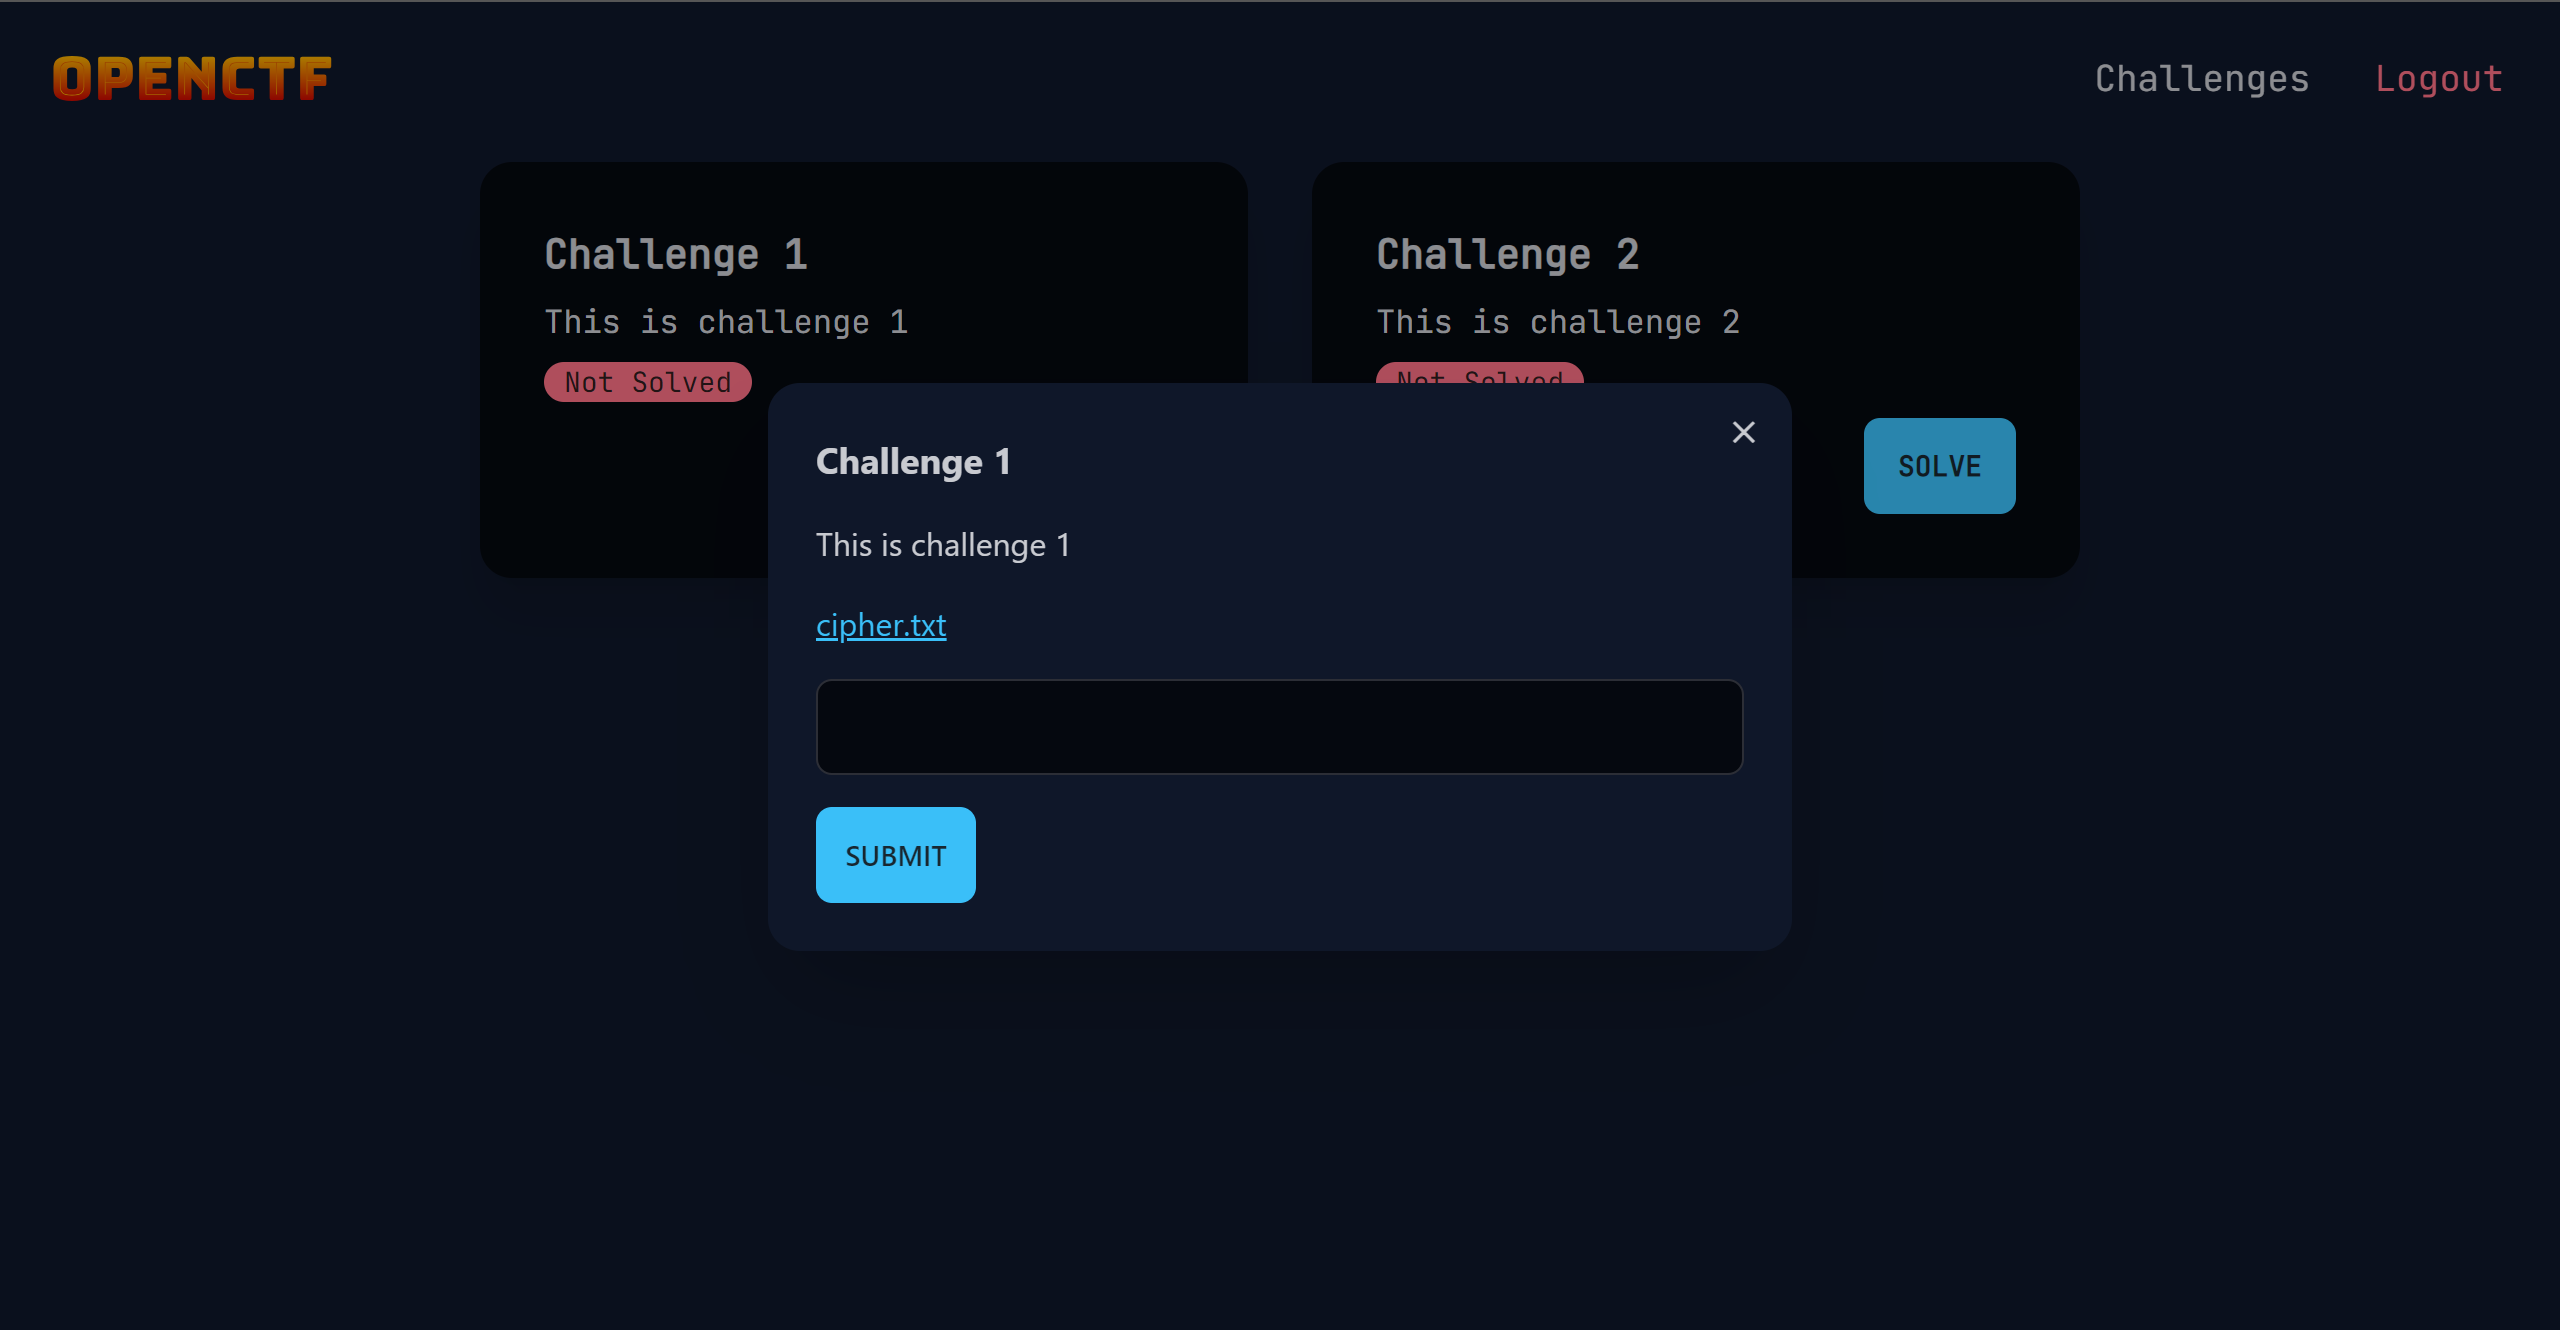 OPENCTF
Challenges
Logout
Challenge 1
This is challenge 1
Not Solved
Challenge 2
This is challenge 2
Not Solved
SOLVE
Challenge 1
This is challenge 1
cipher.txt
SUBMIT